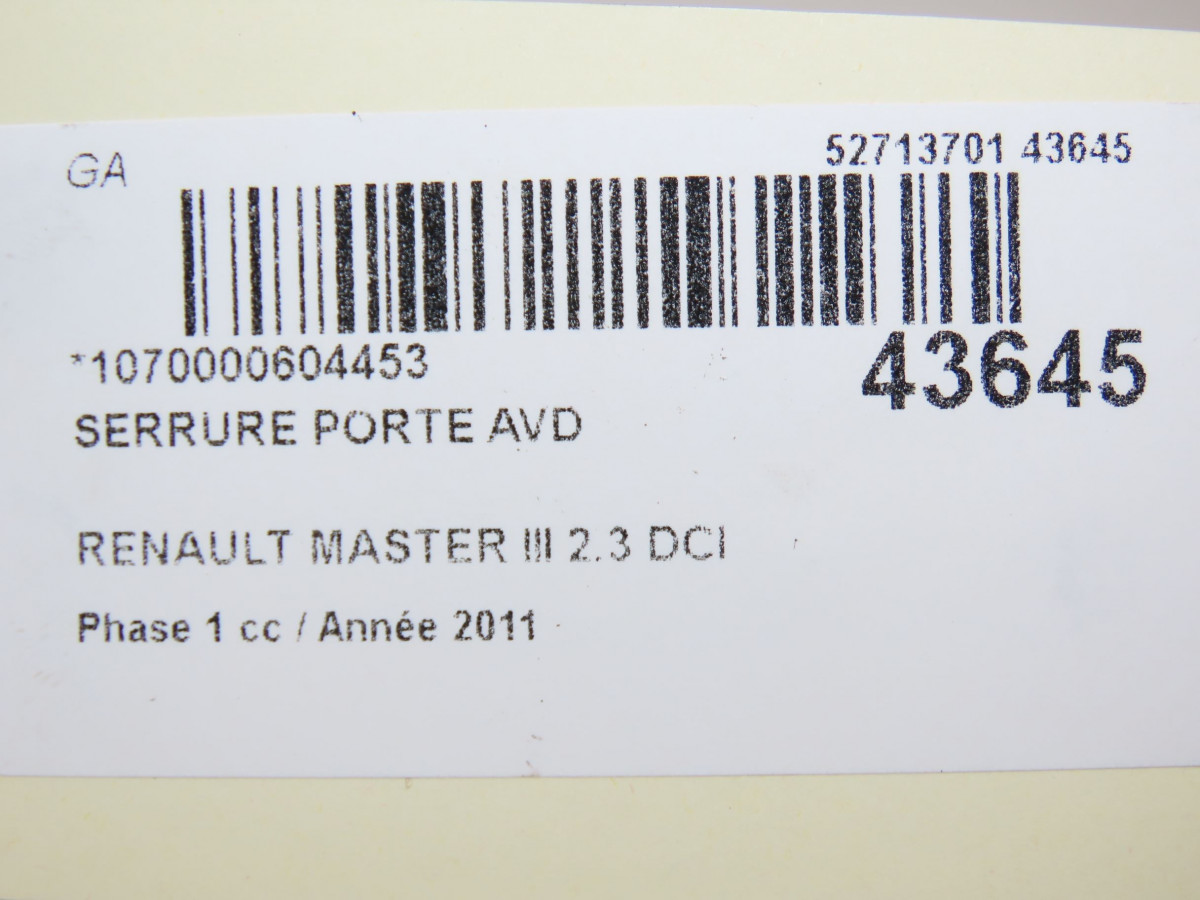 GA
52713701 43645
*1070000604453
43645
SERRURE PORTE AVD
RENAULT MASTER III 2.3 DCI
Phase 1 cc / Année 2011